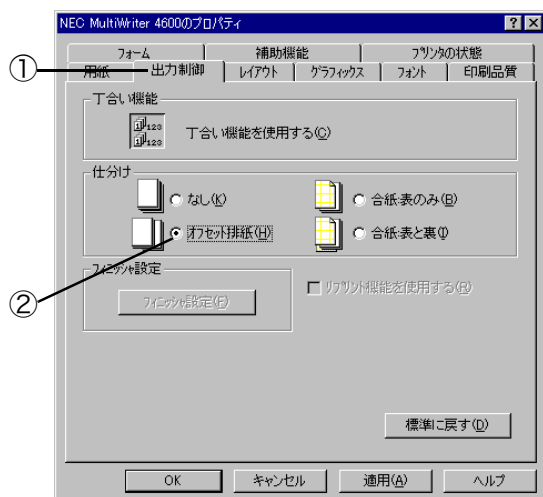 NEC MultiWriter 4600のプロパティ
フォーム 補助機能 プリンタの状態
① 用紙 出力制御 レイアウト グラフィックス フォント 印刷品質
丁合い機能
丁合い機能を使用する(C)
仕分け
なし(K) 合紙:表のみ(B)
② オフセット排紙(H) 合紙:表と裏(I)
フィニッシャ設定
フィニッシャ設定(F) リプリント機能を使用する(R)
標準に戻す(D)
OK キャンセル 適用(A) ヘルプ